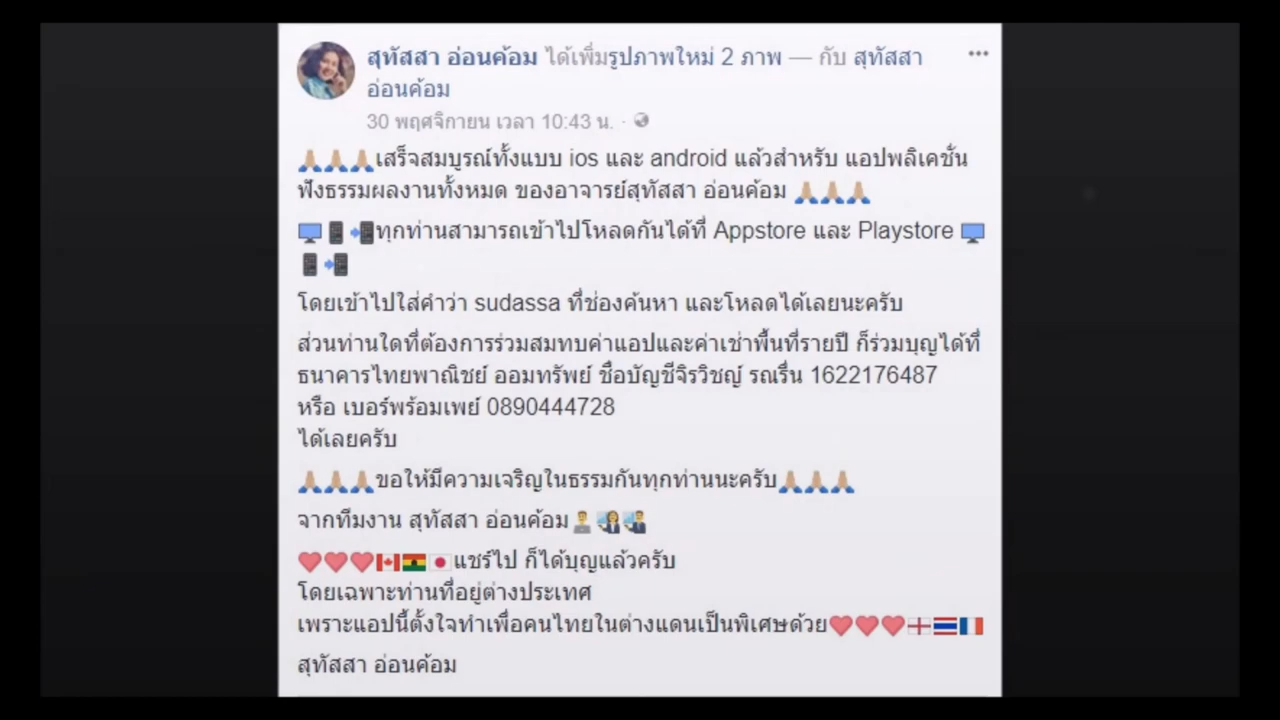 สุทัสสา อ่อนค้อม ได้เพิ่มรูปภาพใหม่ 2 ภาพ — กับ สุทัสสา
อ่อนค้อม
30 พฤศจิกายน เวลา 10:43 น. ·
🙏🙏🙏เสร็จสมบูรณ์ทั้งแบบ ios และ android แล้วสำหรับ แอปพลิเคชั่น
ฟังธรรมผลงานทั้งหมด ของอาจารย์สุทัสสา อ่อนค้อม 🙏🙏🙏
🖥📱📲ทุกท่านสามารถเข้าไปโหลดกันได้ที่ Appstore และ Playstore 🖥
📱📲
โดยเข้าไปใส่คำว่า sudassa ที่ช่องค้นหา และโหลดได้เลยนะครับ
ส่วนท่านใดที่ต้องการร่วมสมทบค่าแอปและค่าเช่าพื้นที่รายปี ก็ร่วมบุญได้ที่
ธนาคารไทยพาณิชย์ ออมทรัพย์ ชื่อบัญชีจิรวิชญ์ รณรื่น 1622176487
หรือ เบอร์พร้อมเพย์ 0890444728
ได้เลยครับ
🙏🙏🙏ขอให้มีความเจริญในธรรมกันทุกท่านนะครับ🙏🙏🙏
จากทีมงาน สุทัสสา อ่อนค้อม👨‍💻👩‍💼👨‍💼
❤❤❤🇨🇦🇬🇭🇯🇵แชร์ไป ก็ได้บุญแล้วครับ
โดยเฉพาะท่านที่อยู่ต่างประเทศ
เพราะแอปนี้ตั้งใจทำเพื่อคนไทยในต่างแดนเป็นพิเศษด้วย❤❤❤🏴󠁧󠁢󠁥󠁮󠁧󠁿🇹🇭🇫🇷
สุทัสสา อ่อนค้อม